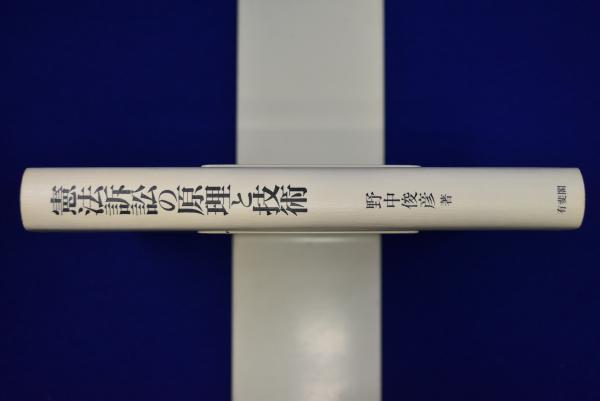 憲法訴訟の原理と技術
野中俊彦 著
有斐閣